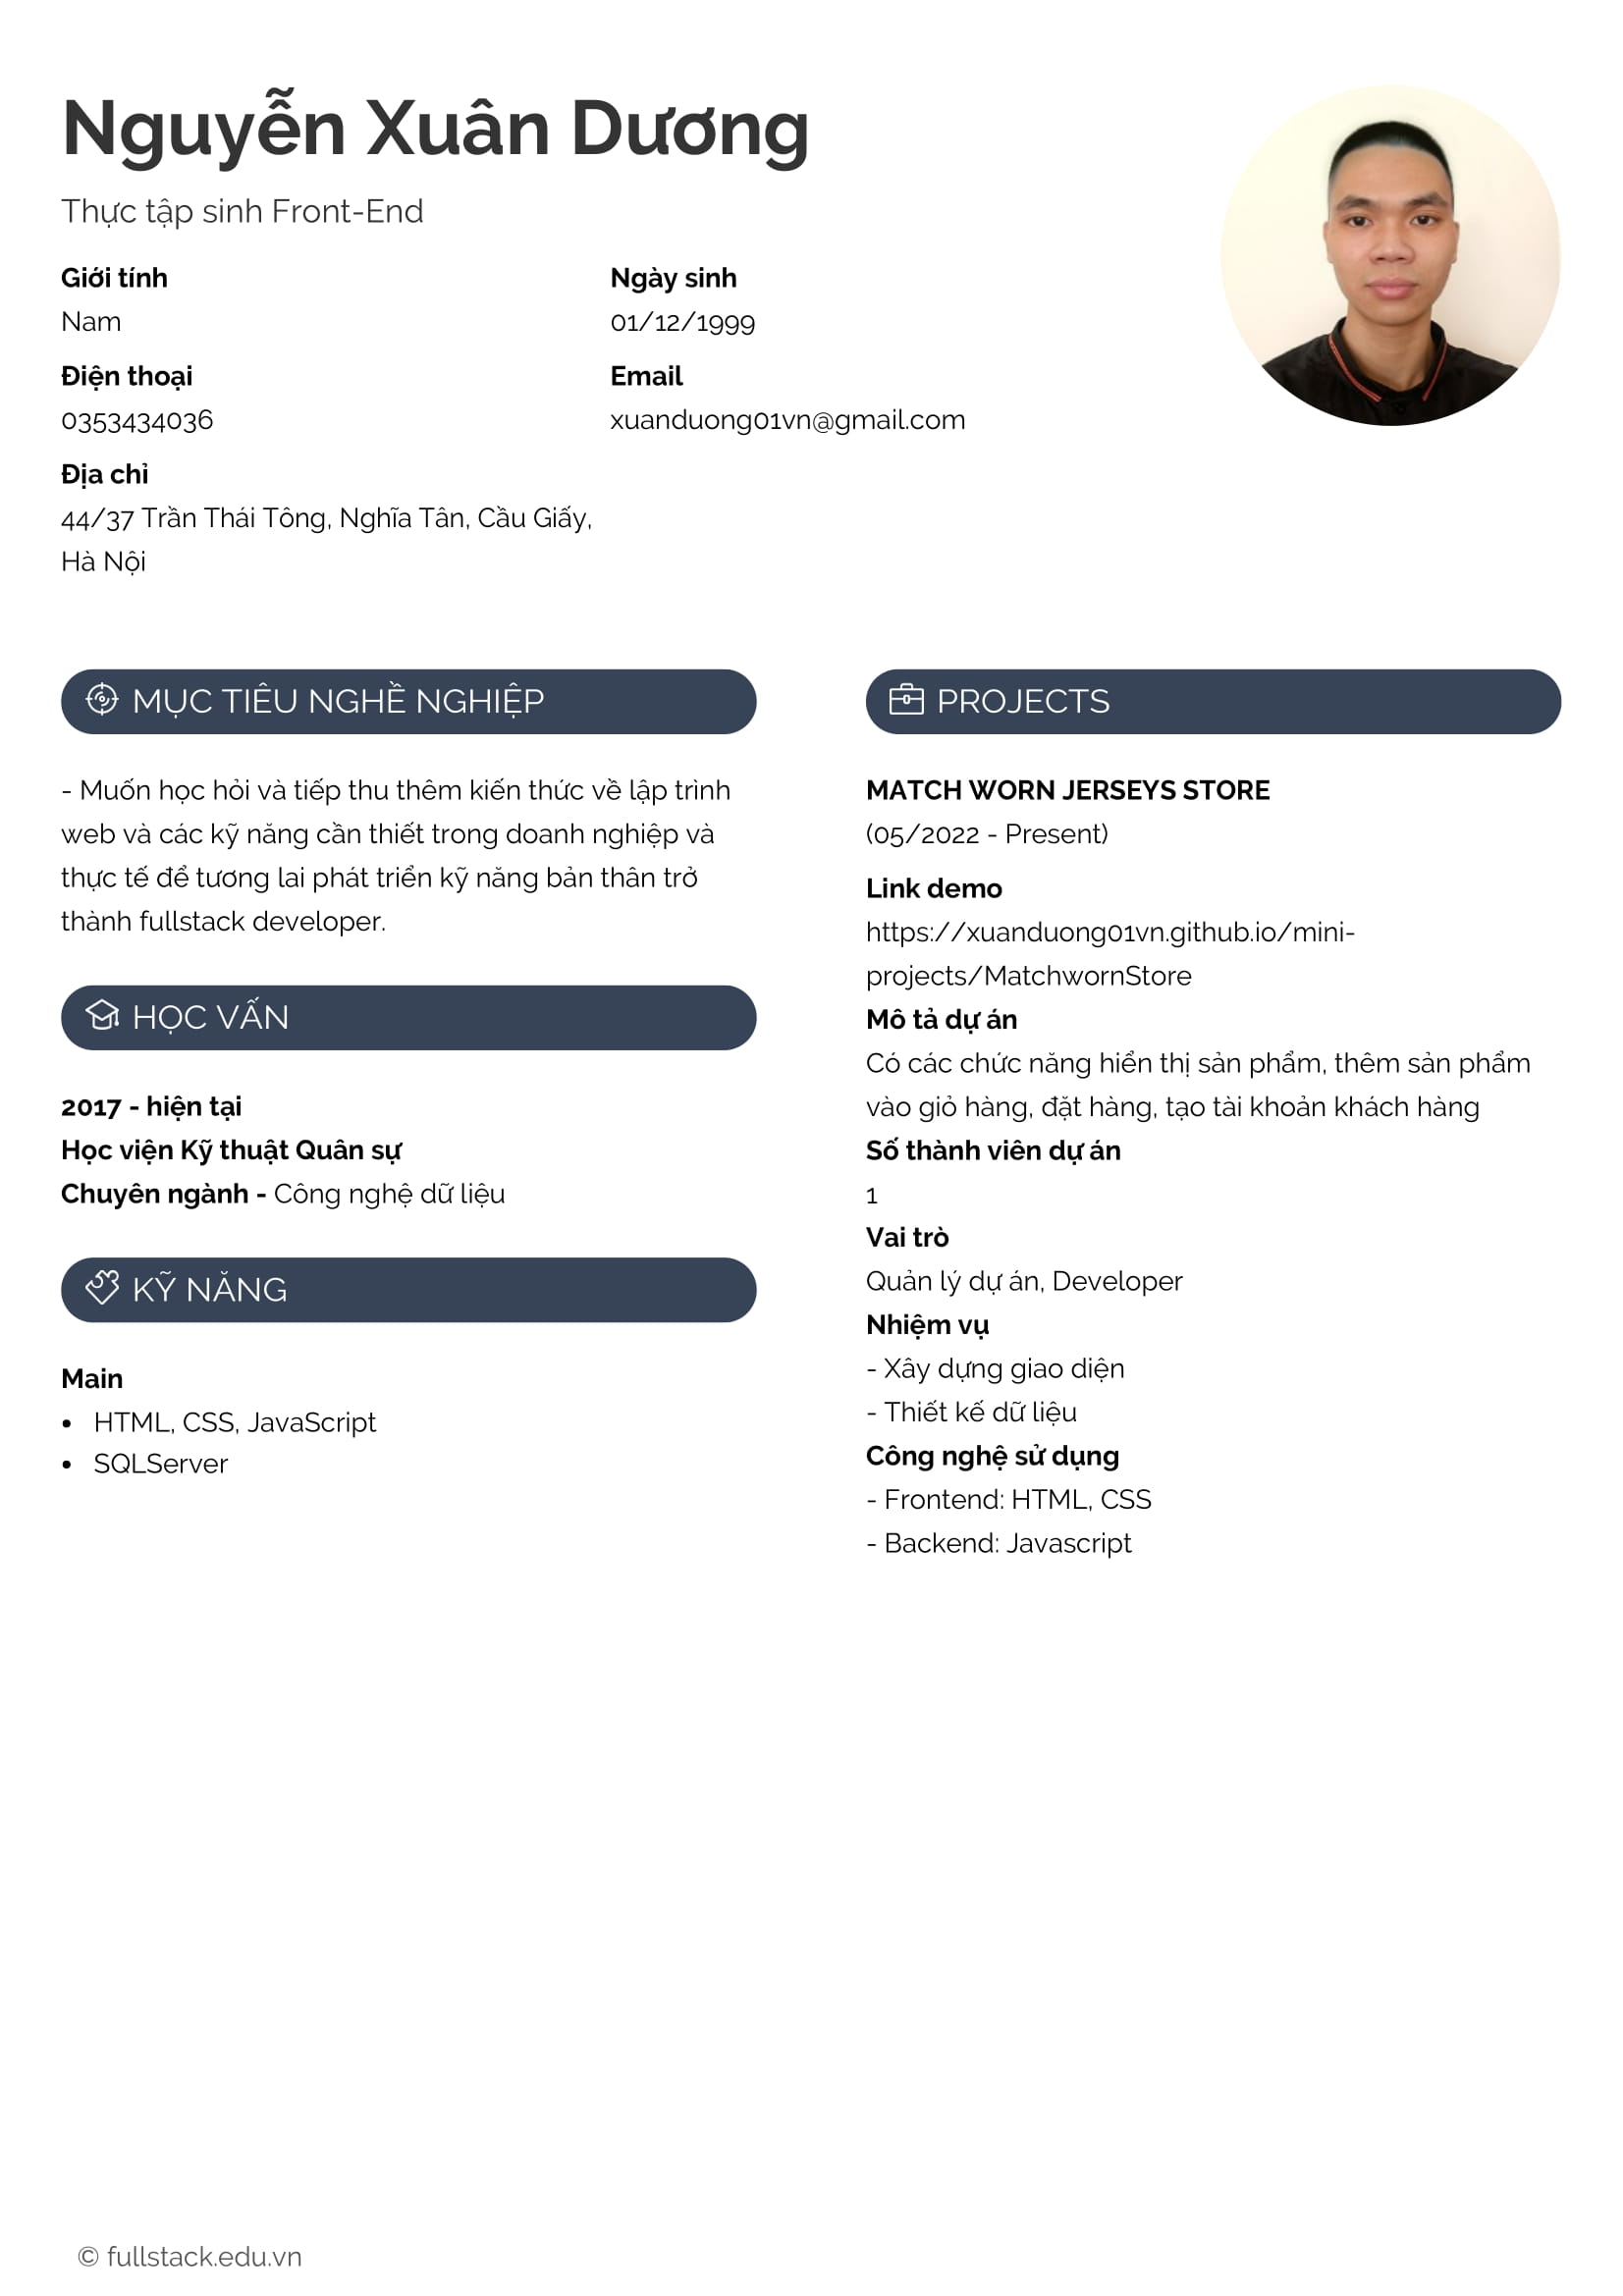 Nguyễn Xuân Dương
Thực tập sinh Front-End
Giới tính
Nam
Ngày sinh
01/12/1999
Điện thoại
0353434036
Email
xuanduong01vn@gmail.com
Địa chỉ
44/37 Trần Thái Tông, Nghĩa Tân, Cầu Giấy,
Hà Nội
MỤC TIÊU NGHỀ NGHIỆP
- Muốn học hỏi và tiếp thu thêm kiến thức về lập trình
web và các kỹ năng cần thiết trong doanh nghiệp và
thực tế để tương lai phát triển kỹ năng bản thân trở
thành fullstack developer.
HỌC VẤN
2017 - hiện tại
Học viện Kỹ thuật Quân sự
Chuyên ngành - Công nghệ dữ liệu
KỸ NĂNG
Main
• HTML, CSS, JavaScript
• SQLServer
PROJECTS
MATCH WORN JERSEYS STORE
(05/2022 - Present)
Link demo
https://xuanduong01vn.github.io/mini-
projects/MatchwornStore
Mô tả dự án
Có các chức năng hiển thị sản phẩm, thêm sản phẩm
vào giỏ hàng, đặt hàng, tạo tài khoản khách hàng
Số thành viên dự án
1
Vai trò
Quản lý dự án, Developer
Nhiệm vụ
- Xây dựng giao diện
- Thiết kế dữ liệu
Công nghệ sử dụng
- Frontend: HTML, CSS
- Backend: Javascript
© fullstack.edu.vn